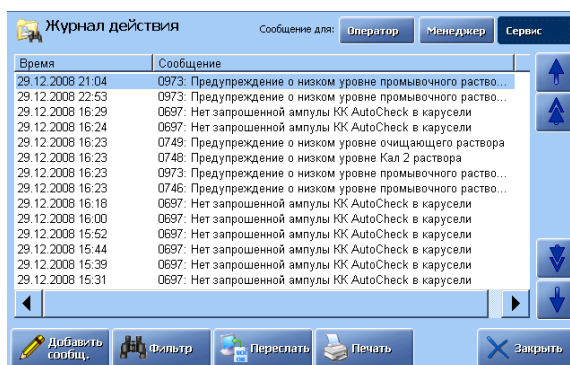 Журнал действия
Сообщение для: Оператор Менеджер Сервис
Время Сообщение
29.12.2008 21:04 0973: Предупреждение о низком уровне промывочного раство...
29.12.2008 22:53 0973: Предупреждение о низком уровне промывочного раство...
29.12.2008 16:29 0697: Нет запрошенной ампулы КК AutoCheck в карусели
29.12.2008 16:24 0697: Нет запрошенной ампулы КК AutoCheck в карусели
29.12.2008 16:23 0749: Предупреждение о низком уровне очищающего раствора
29.12.2008 16:23 0748: Предупреждение о низком уровне Кал 2 раствора
29.12.2008 16:23 0973: Предупреждение о низком уровне промывочного раство...
29.12.2008 16:23 0746: Предупреждение о низком уровне промывочного раство...
29.12.2008 16:18 0697: Нет запрошенной ампулы КК AutoCheck в карусели
29.12.2008 16:00 0697: Нет запрошенной ампулы КК AutoCheck в карусели
29.12.2008 15:52 0697: Нет запрошенной ампулы КК AutoCheck в карусели
29.12.2008 15:44 0697: Нет запрошенной ампулы КК AutoCheck в карусели
29.12.2008 15:39 0697: Нет запрошенной ампулы КК AutoCheck в карусели
29.12.2008 15:31 0697: Нет запрошенной ампулы КК AutoCheck в карусели
Добавить сообщ. Фильтр Переслать Печать Закрыть